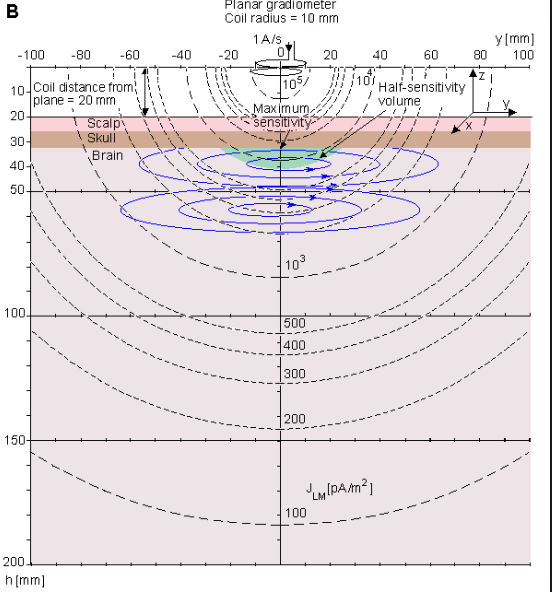 B
Planar gradiometer
Coil radius = 10 mm
1 A/s
y [mm]
-100 -80 -60 -40 -20 0 20 40 60 80 100
10
Coil distance from
plane = 20 mm
10⁵
10⁴
Half-sensitivity
volume
z
y
x
Maximum
sensitivity
20
Scalp
Skull
30
Brain
40
50
10³
100
500
400
300
200
150
J_LM [pA/m²]
100
200
h [mm]